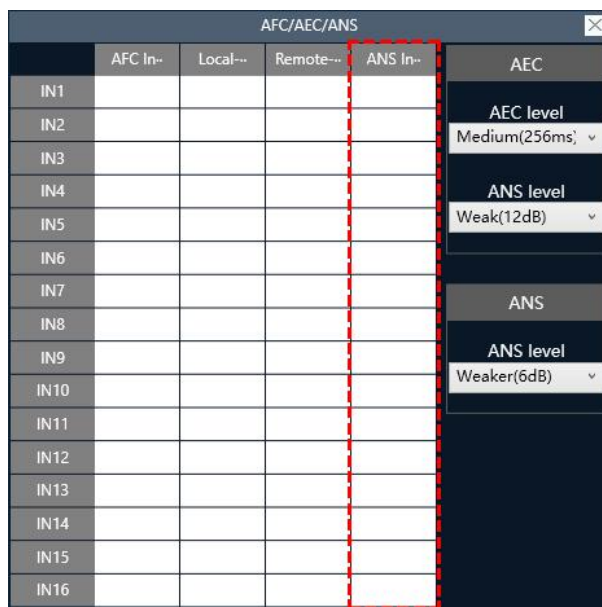 AFC/AEC/ANS
AFC In··· Local-·· Remote-·· ANS In···
IN1
IN2
IN3
IN4
IN5
IN6
IN7
IN8
IN9
IN10
IN11
IN12
IN13
IN14
IN15
IN16
AEC
AEC level
Medium(256ms)
ANS level
Weak(12dB)
ANS
ANS level
Weaker(6dB)